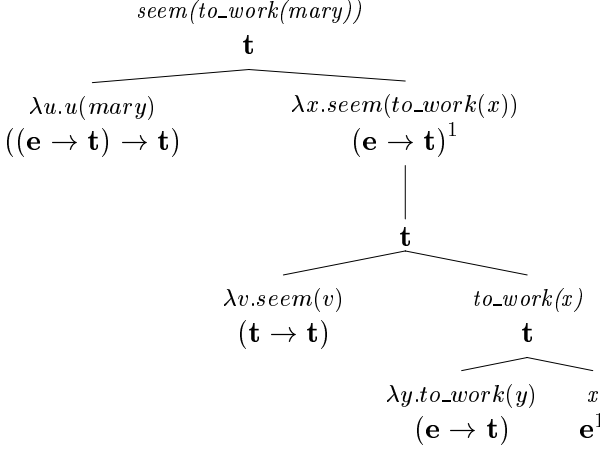 seem(to_work(mary))
t
λu.u(mary) λx.seem(to_work(x))
((e → t) → t) (e → t)¹
t
λv.seem(v) to_work(x)
(t → t) t
λy.to_work(y) x
(e → t) e¹